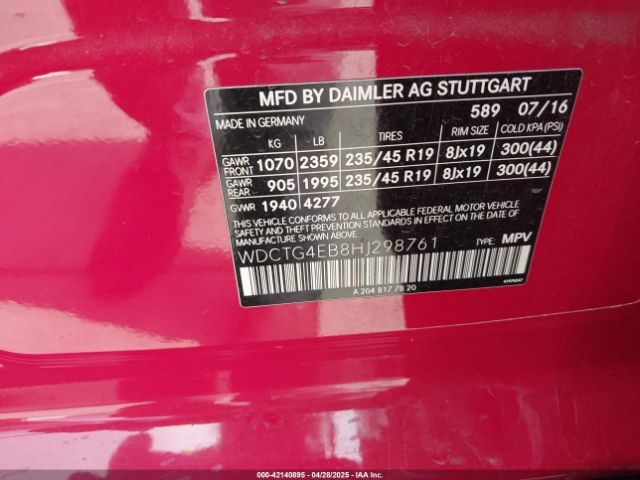 MFD BY DAIMLER AG STUTTGART
MADE IN GERMANY 589 07/16
KG LB TIRES RIM SIZE COLD KPA (PSI)
GAWR FRONT 1070 2359 235/45 R19 8Jx19 300(44)
GAWR REAR 905 1995 235/45 R19 8Jx19 300(44)
GVWR 1940 4277
THIS VEHICLE CONFORMS TO ALL APPLICABLE FEDERAL MOTOR VEHICLE
SAFETY, BUMPER, AND THEFT PREVENTION STANDARDS IN EFFECT
ON THE DATE OF MANUFACTURE SHOWN ABOVE.
WDCTG4EB8HJ298761 TYPE: MPV
A 204 817 78 20
000-42140895 - 04/28/2025 - IAA Inc. Copyright